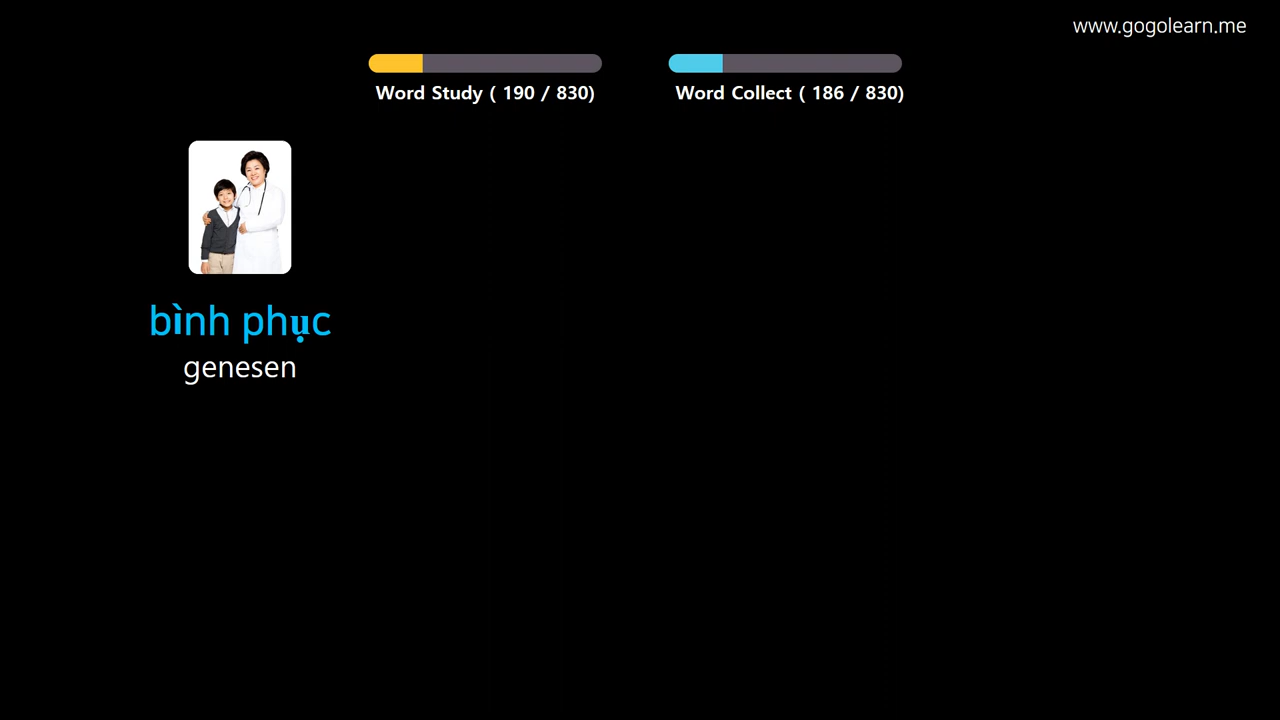 www.gogolearn.me
Word Study ( 190 / 830)
Word Collect ( 186 / 830)
bình phục
genesen